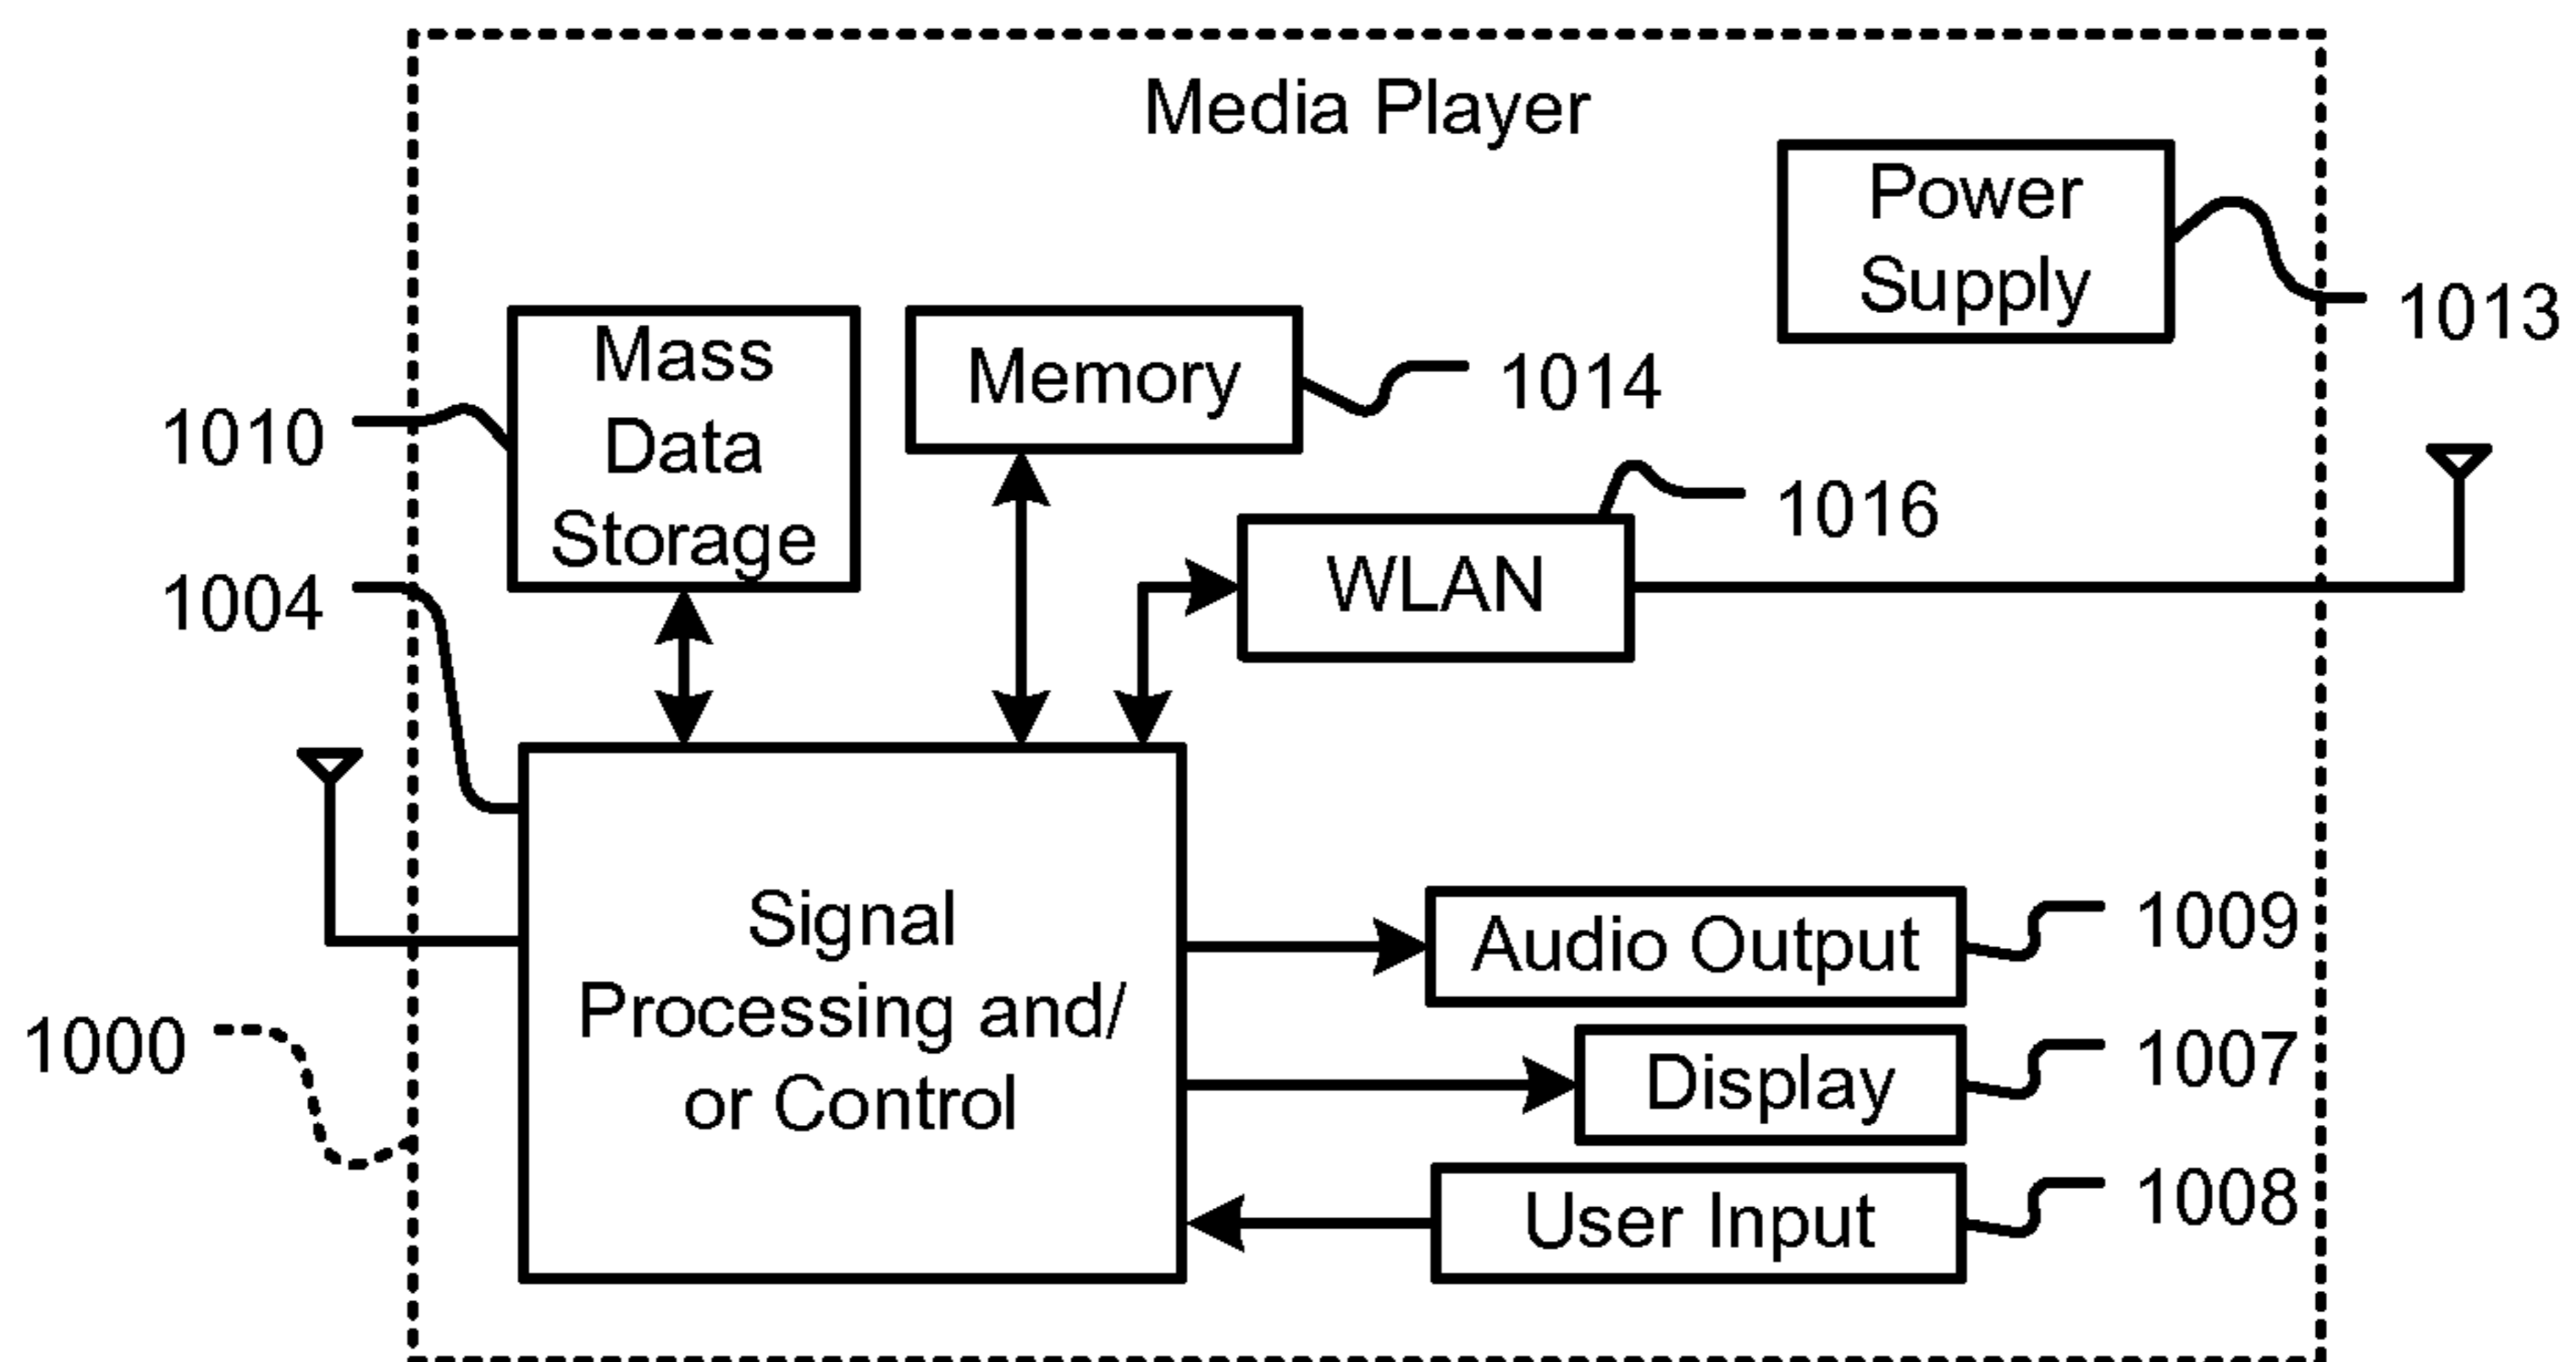 Media Player
Power
Supply
1013
Mass
Data
Storage
1010
Memory
1014
1016
WLAN
1004
Signal
Processing and/
or Control
1000
Audio Output
1009
Display
1007
User Input
1008